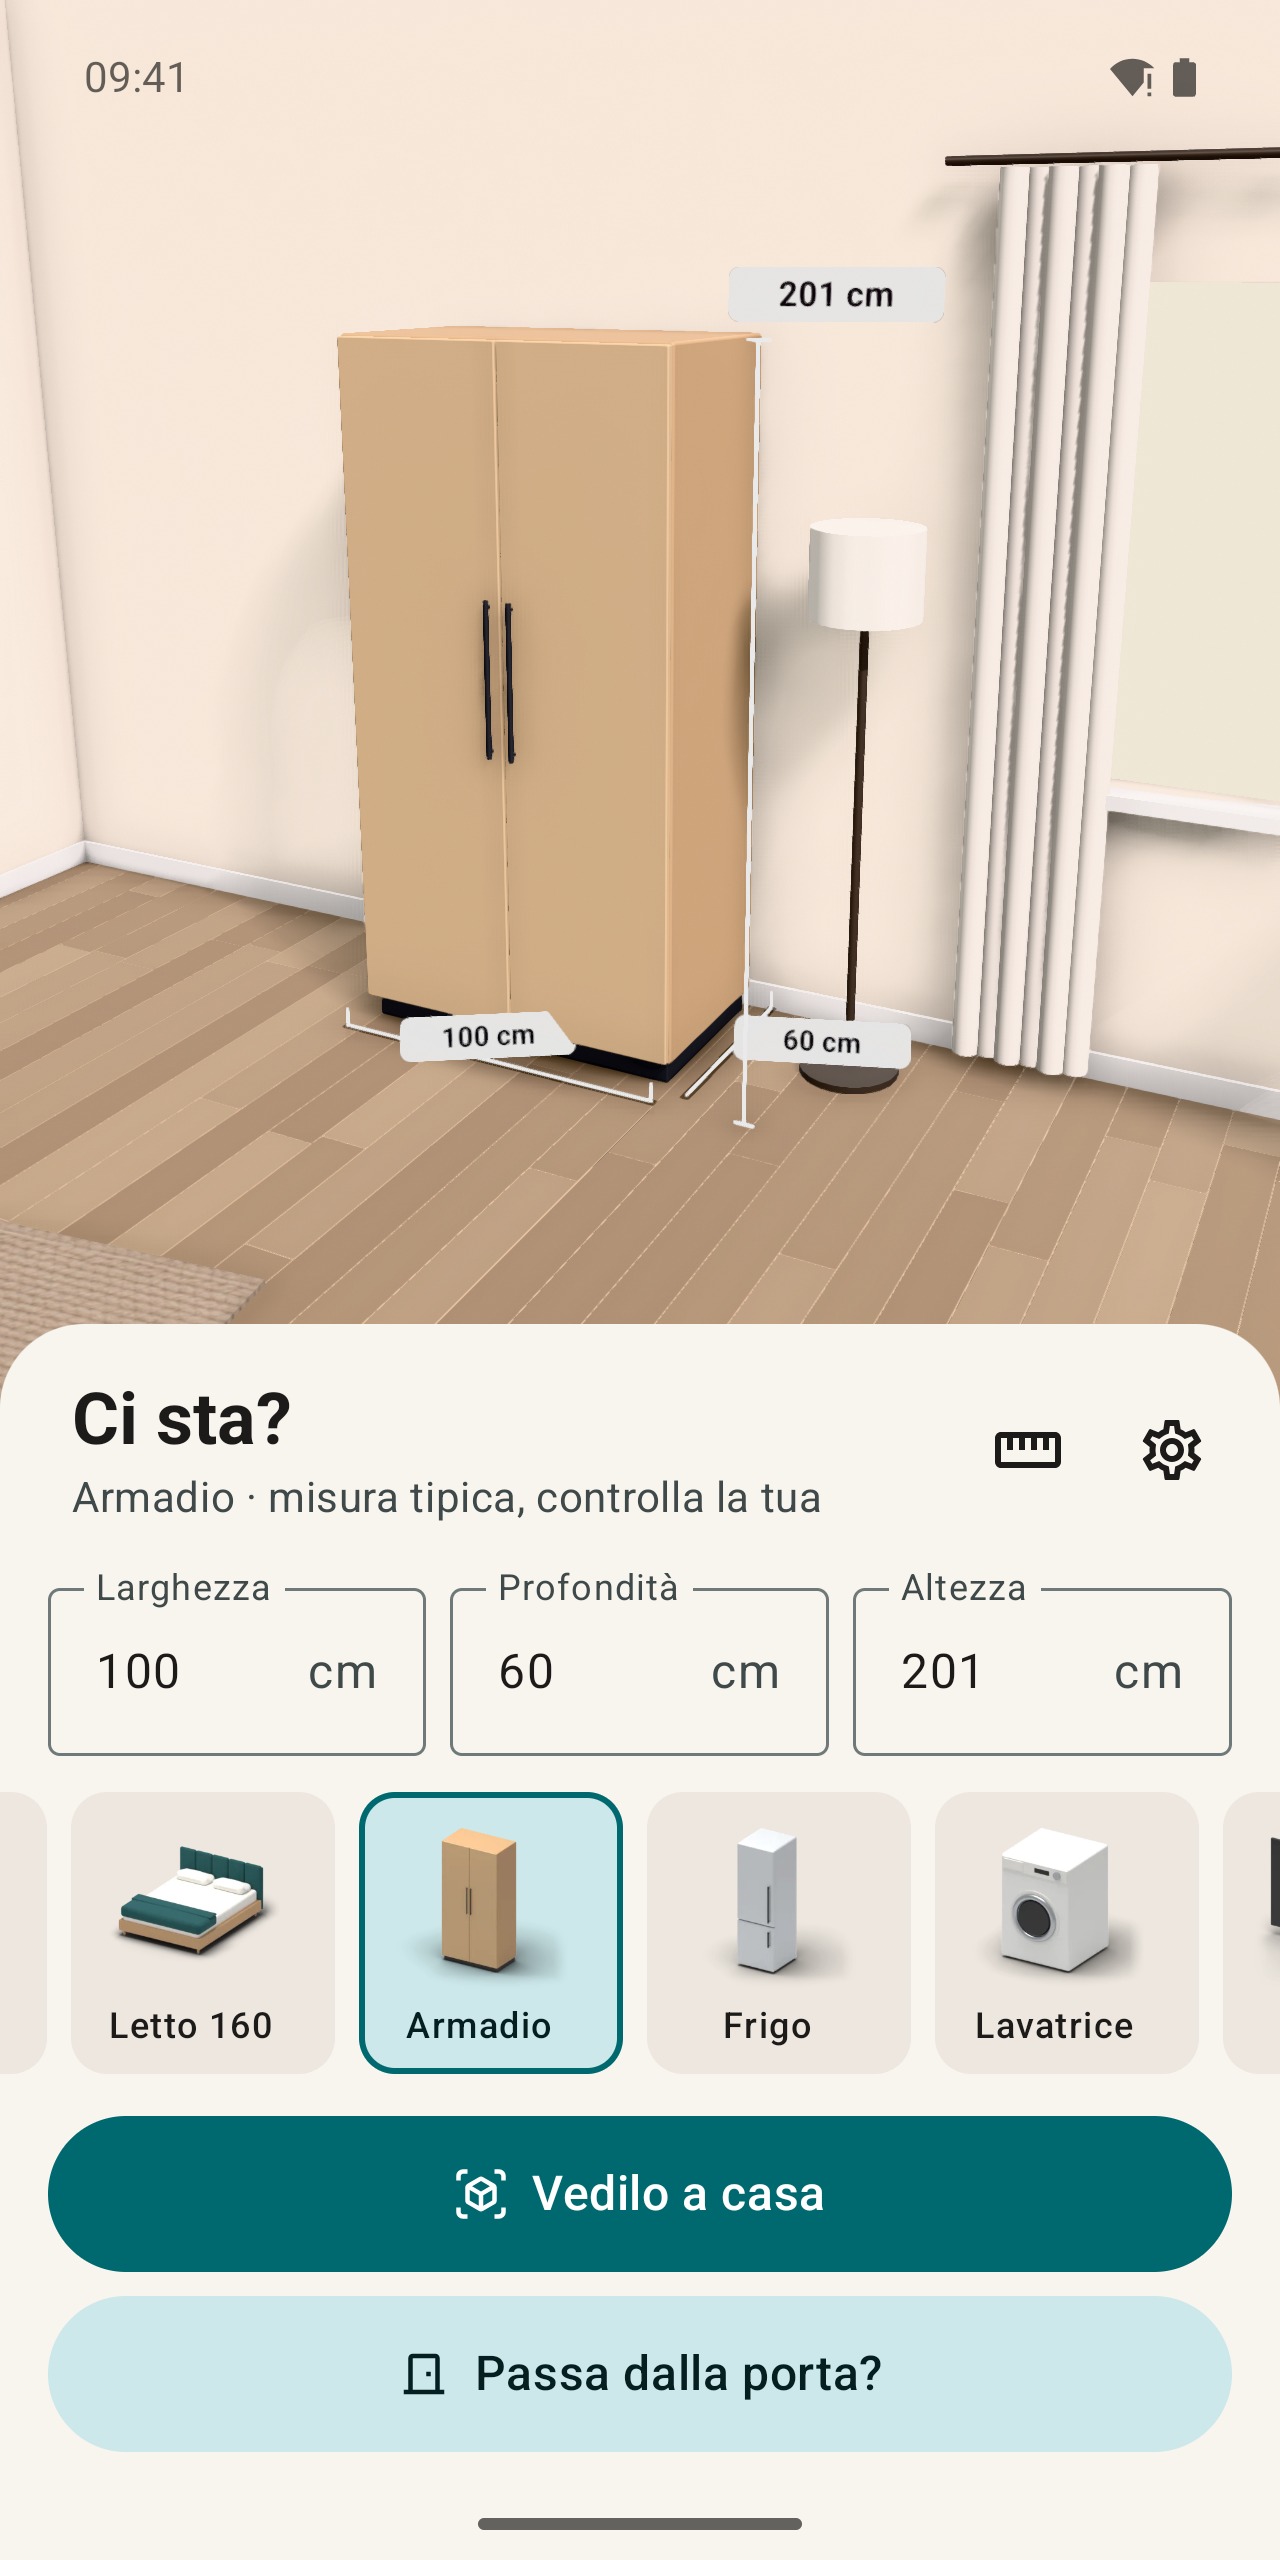 09:41
201 cm
100 cm
60 cm
Ci sta?
Armadio · misura tipica, controlla la tua
Larghezza
Profondità
Altezza
100 cm
60 cm
201 cm
Letto 160
Armadio
Frigo
Lavatrice
Vedilo a casa
Passa dalla porta?